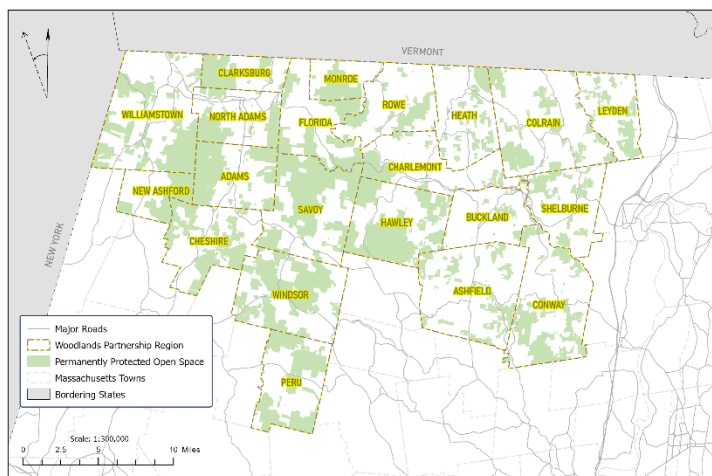 VERMONT
CLARKSBURG
MONROE
ROWE
HEATH
COLRAIN
LEYDEN
WILLIAMSTOWN
NORTH ADAMS
FLORIDA
CHARLEMONT
NEW ASHFORD
ADAMS
SAVOY
HAWLEY
BUCKLAND
SHELBURNE
NEW YORK
CHESHIRE
WINDSOR
ASHFIELD
CONWAY
PERU
Major Roads
Woodlands Partnership Region
Permanently Protected Open Space
Massachusetts Towns
Bordering States
Scale: 1:300,000
0 2.5 5 10 Miles